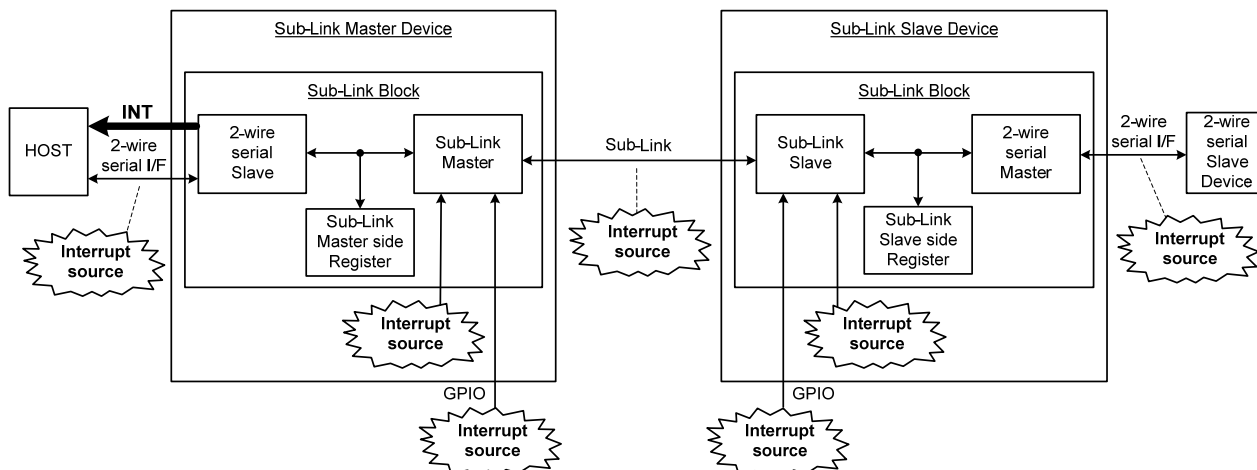 Sub-Link Master Device
Sub-Link Block
HOST
INT
2-wire
serial I/F
2-wire
serial
Slave
Sub-Link
Master
Sub-Link
Master side
Register
Interrupt
source
Interrupt
source
GPIO
Interrupt
source
Sub-Link
Interrupt
source
Sub-Link Slave Device
Sub-Link Block
Sub-Link
Slave
2-wire
serial
Master
Sub-Link
Slave side
Register
2-wire
serial I/F
2-wire
serial
Slave
Device
Interrupt
source
Interrupt
source
GPIO
Interrupt
source